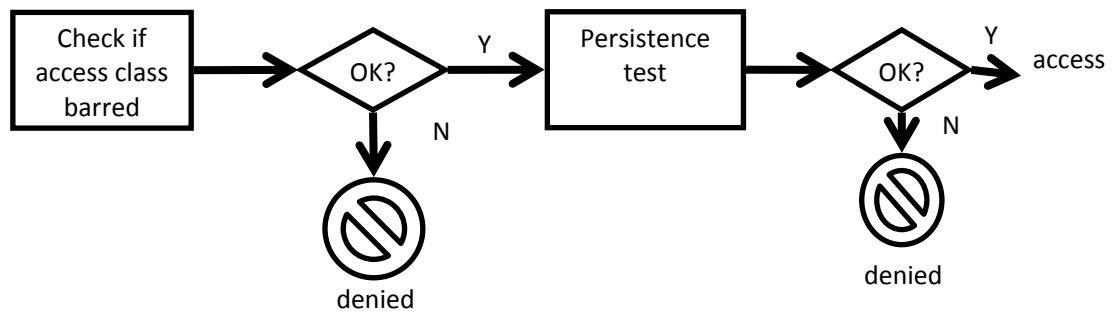 Check if
access class
barred
OK?
Y
N
denied
Persistence
test
OK?
Y
access
N
denied